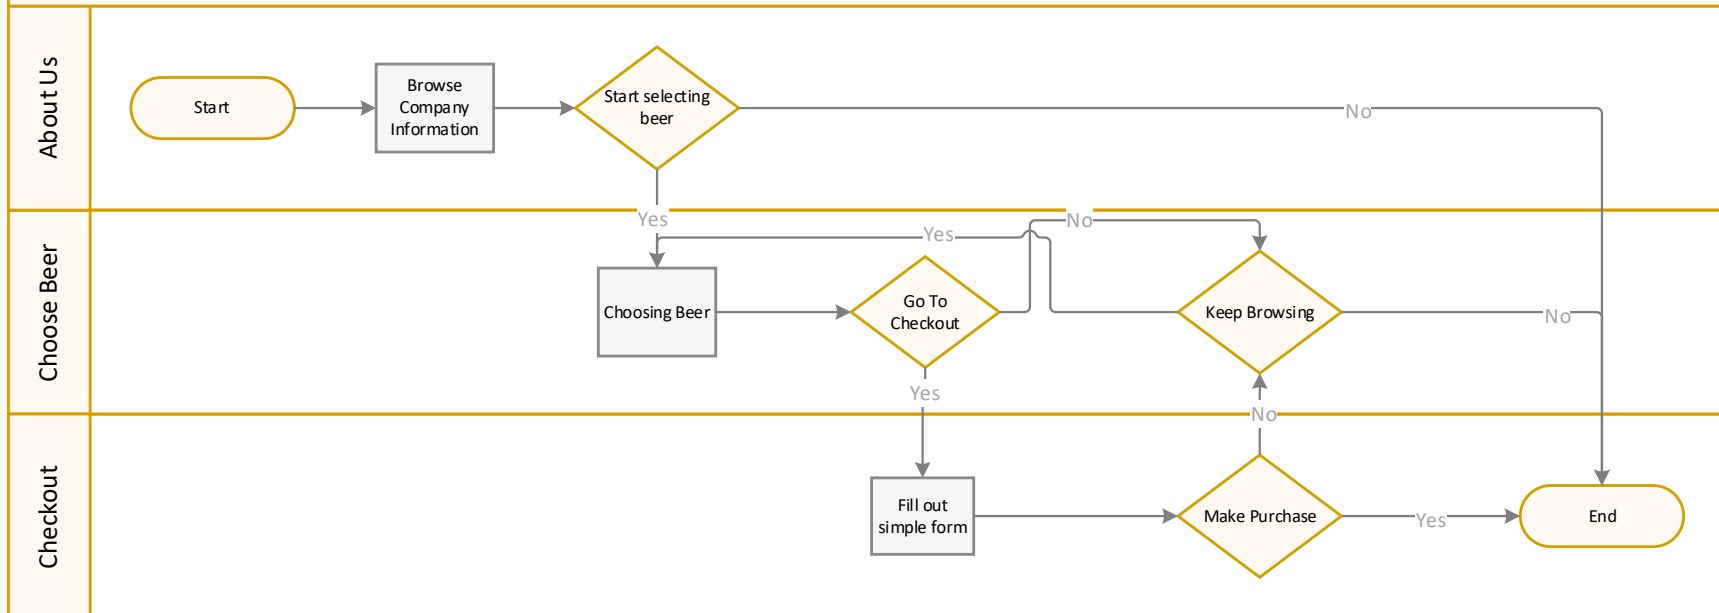 About Us
Start
Browse
Company
Information
Start selecting
beer
No
Yes
Choose Beer
No
Yes
Choosing Beer
Go To
Checkout
Keep Browsing
No
Yes
No
Checkout
Fill out
simple form
Make Purchase
Yes
End